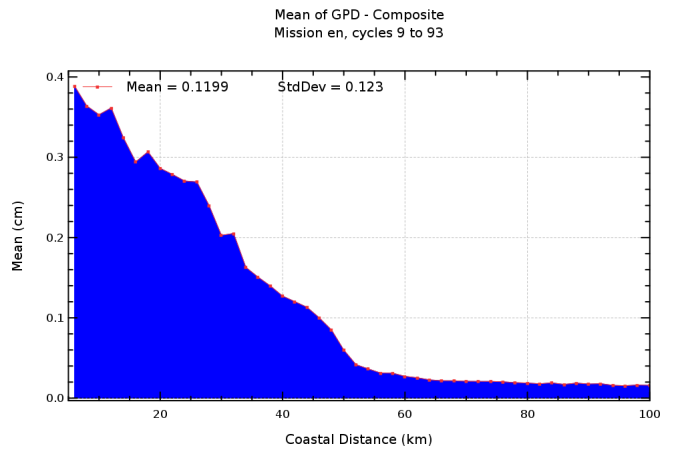 Mean of GPD - Composite
Mission en, cycles 9 to 93
Mean = 0.1199 StdDev = 0.123
0.4
0.3
0.2
0.1
0.0
Mean (cm)
20 40 60 80 100
Coastal Distance (km)